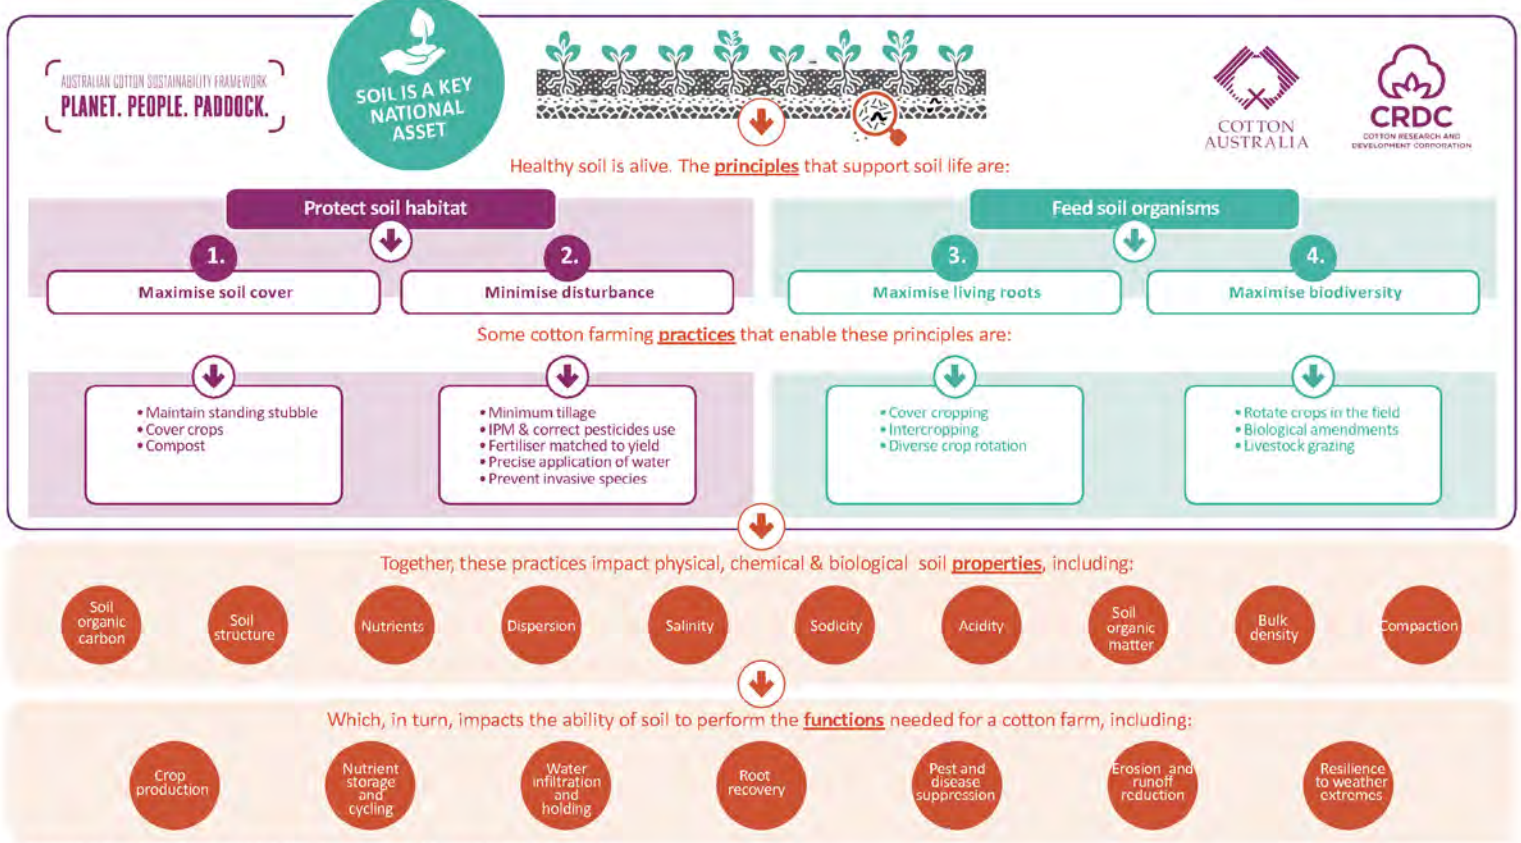 AUSTRALIAN COTTON SUSTAINABILITY FRAMEWORK
PLANET. PEOPLE. PADDOCK.
SOIL IS A KEY
NATIONAL
ASSET
COTTON
AUSTRALIA
CRDC
COTTON RESEARCH AND
DEVELOPMENT CORPORATION
Healthy soil is alive. The principles that support soil life are:
Protect soil habitat
Feed soil organisms
1.
Maximise soil cover
2.
Minimise disturbance
3.
Maximise living roots
4.
Maximise biodiversity
Some cotton farming practices that enable these principles are:
• Maintain standing stubble
• Cover crops
• Compost
• Minimum tillage
• IPM & correct pesticides use
• Fertiliser matched to yield
• Precise application of water
• Prevent invasive species
• Cover cropping
• Intercropping
• Diverse crop rotation
• Rotate crops in the field
• Biological amendments
• Livestock grazing
Together, these practices impact physical, chemical & biological soil properties, including:
Soil
organic
carbon
Soil
structure
Nutrients
Dispersion
Salinity
Sodicity
Acidity
Soil
organic
matter
Bulk
density
Compaction
Which, in turn, impacts the ability of soil to perform the functions needed for a cotton farm, including:
Crop
production
Nutrient
storage
and
cycling
Water
infiltration
and
holding
Root
recovery
Pest and
disease
suppression
Erosion and
runoff
reduction
Resilience
to weather
extremes